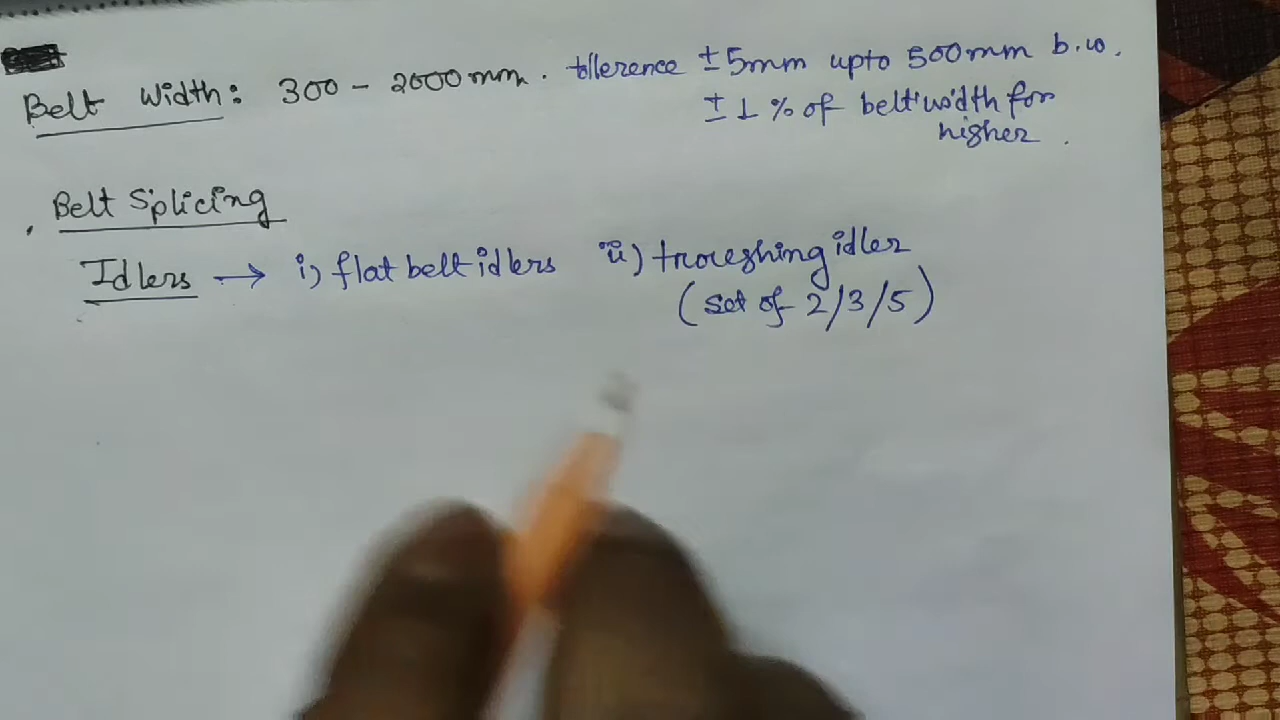 Belt Width: 300 - 2000 mm. tollerence ±5mm upto 500mm b.w.
±1% of belt width for
higher.
Belt Splicing
Idlers → i) flat belt idlers ii) troughing idler
(set of 2/3/5)